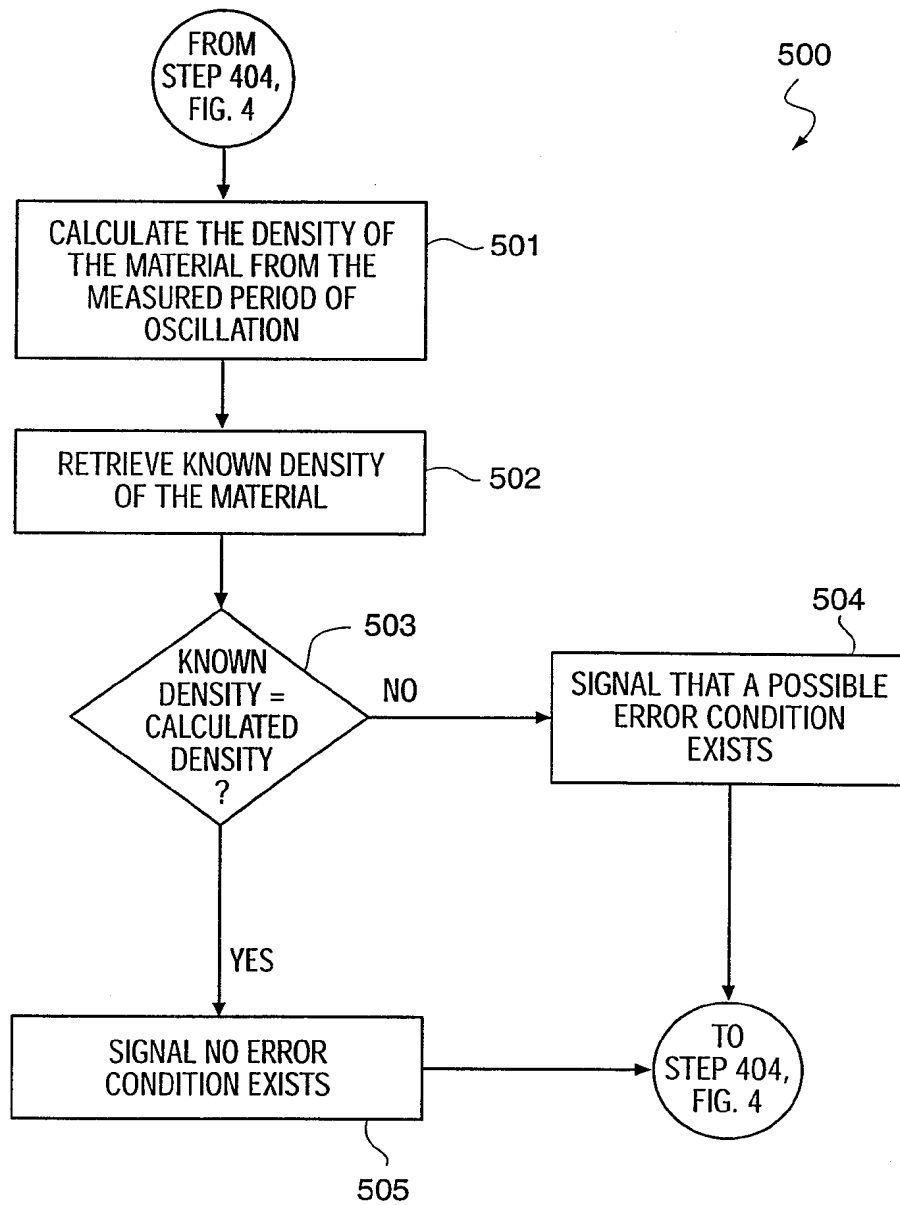 FROM
STEP 404,
FIG. 4
500
CALCULATE THE DENSITY OF
THE MATERIAL FROM THE
MEASURED PERIOD OF
OSCILLATION
501
RETRIEVE KNOWN DENSITY
OF THE MATERIAL
502
KNOWN
DENSITY =
CALCULATED
DENSITY
?
503
NO
504
SIGNAL THAT A POSSIBLE
ERROR CONDITION
EXISTS
YES
SIGNAL NO ERROR
CONDITION EXISTS
505
TO
STEP 404,
FIG. 4